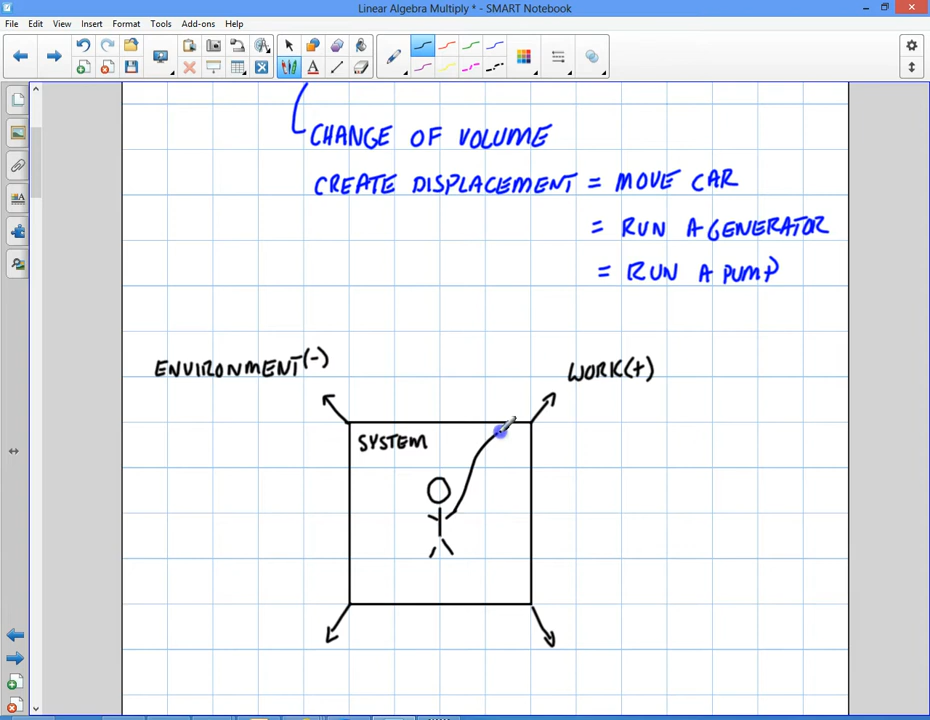 Linear Algebra Multiply * - SMART Notebook
File Edit View Insert Format Tools Add-ons Help
CHANGE OF VOLUME
CREATE DISPLACEMENT = MOVE CAR
= RUN A GENERATOR
= RUN A PUMP
ENVIRONMENT(-)
WORK(+)
SYSTEM